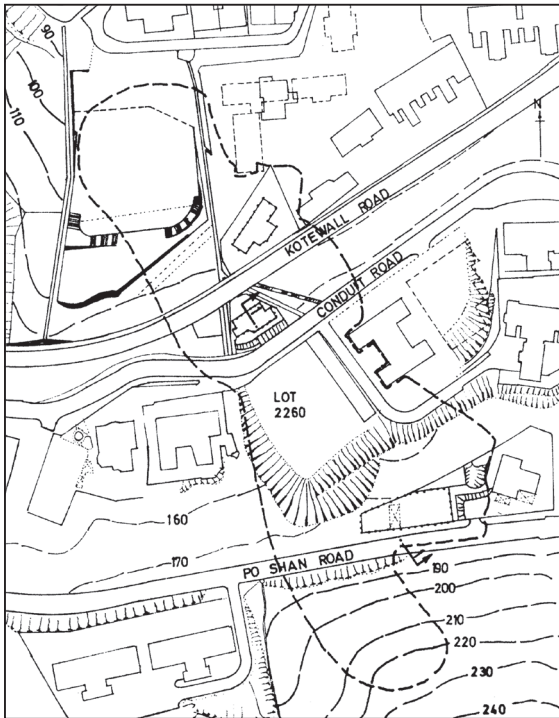 90
100
110
N
KOTEWALL ROAD
CONDUIT ROAD
LOT
2260
160
170
PO SHAN ROAD
190
200
210
220
230
240